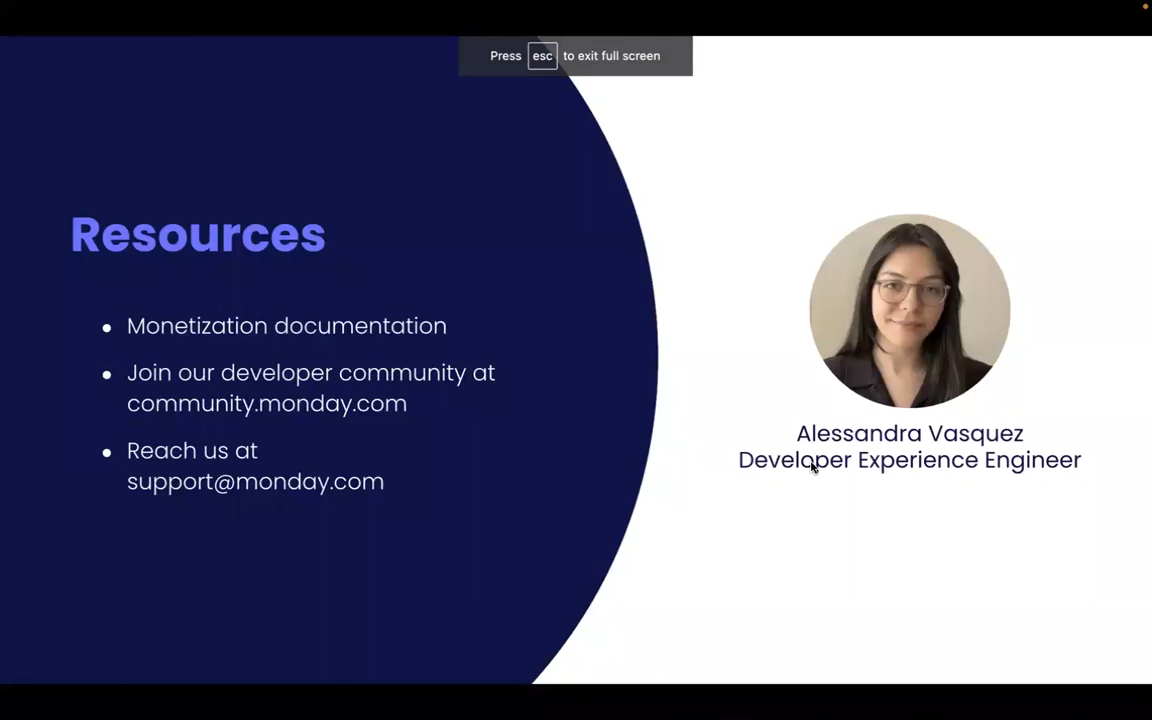 Press esc to exit full screen
Resources
Monetization documentation
Join our developer community at
community.monday.com
Reach us at
support@monday.com
Alessandra Vasquez
Developer Experience Engineer